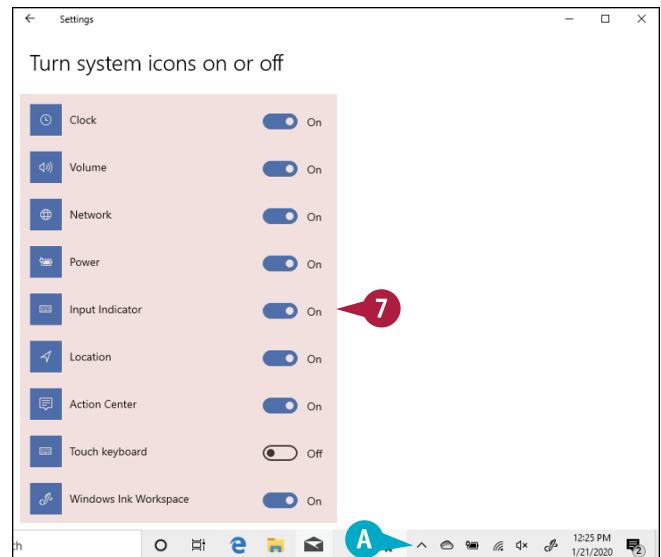 Settings
Turn system icons on or off
Clock On
Volume On
Network On
Power On
Input Indicator On
7
Location On
Action Center On
Touch keyboard Off
Windows Ink Workspace On
ch A 12:25 PM
1/21/2020 2